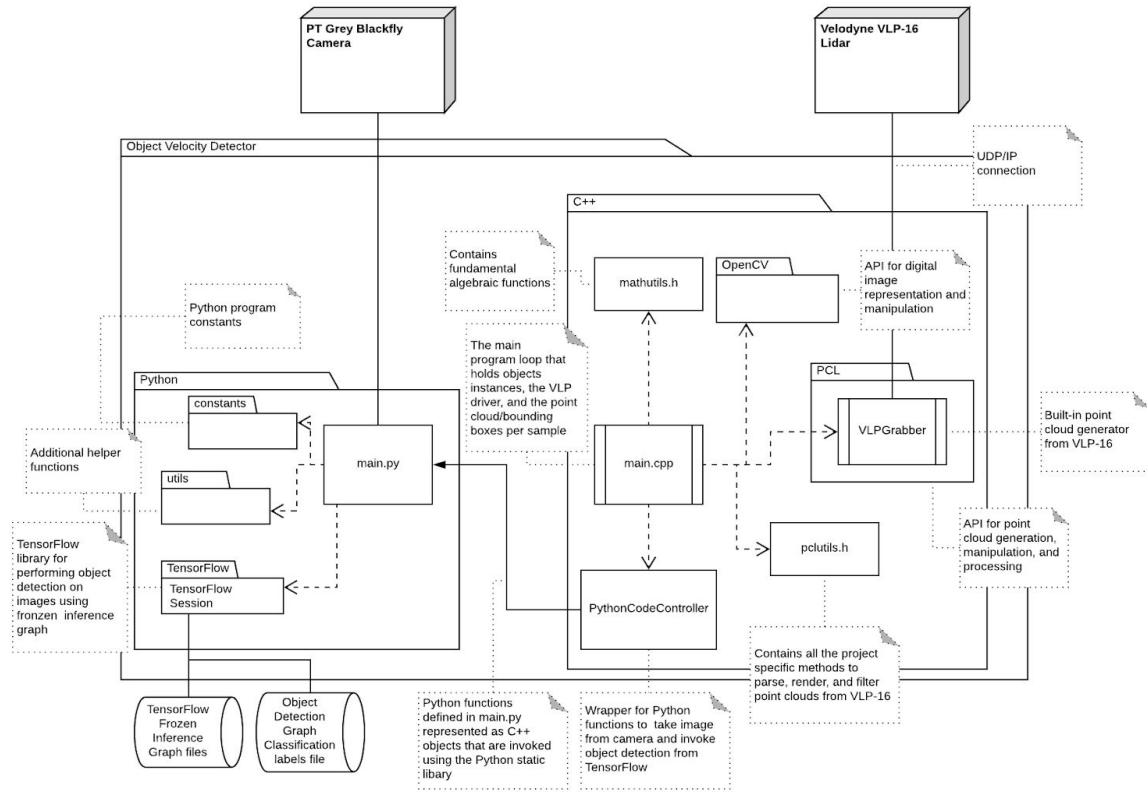 PT Grey Blackfly
Camera
Velodyne VLP-16
Lidar
Object Velocity Detector
UDP/IP
connection
C++
Contains
fundamental
algebraic functions
mathutils.h
OpenCV
API for digital
image
representation and
manipulation
Python program
constants
The main
program loop that
holds objects
instances, the VLP
driver, and the point
cloud/bounding
boxes per sample
Python
constants
main.py
Additional helper
functions
utils
main.cpp
PCL
VLPGrabber
Built-in point
cloud generator
from VLP-16
TensorFlow
library for
performing object
detection on
images using
fronzen inference
graph
TensorFlow
TensorFlow
Session
PythonCodeController
pclutils.h
API for point
cloud generation,
manipulation, and
processing
Contains all the project
specific methods to
parse, render, and filter
point clouds from VLP-16
TensorFlow
Frozen
Inference
Graph files
Object
Detection
Graph
Classification
labels file
Python functions
defined in main.py
represented as C++
objects that are invoked
using the Python static
libary
Wrapper for Python
functions to take image
from camera and invoke
object detection from
TensorFlow